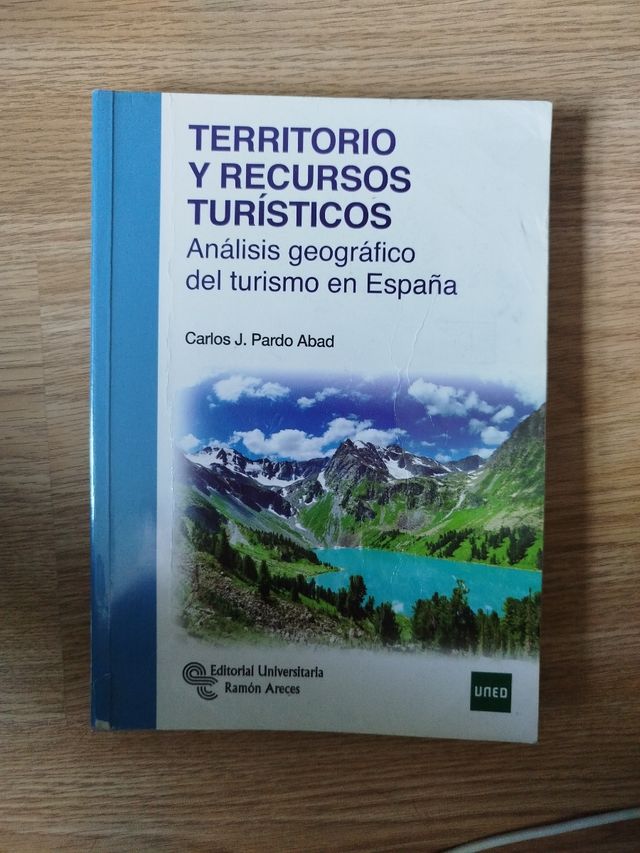 TERRITORIO
Y RECURSOS
TURÍSTICOS
Análisis geográfico
del turismo en España
Carlos J. Pardo Abad
Editorial Universitaria
Ramón Areces
UNED